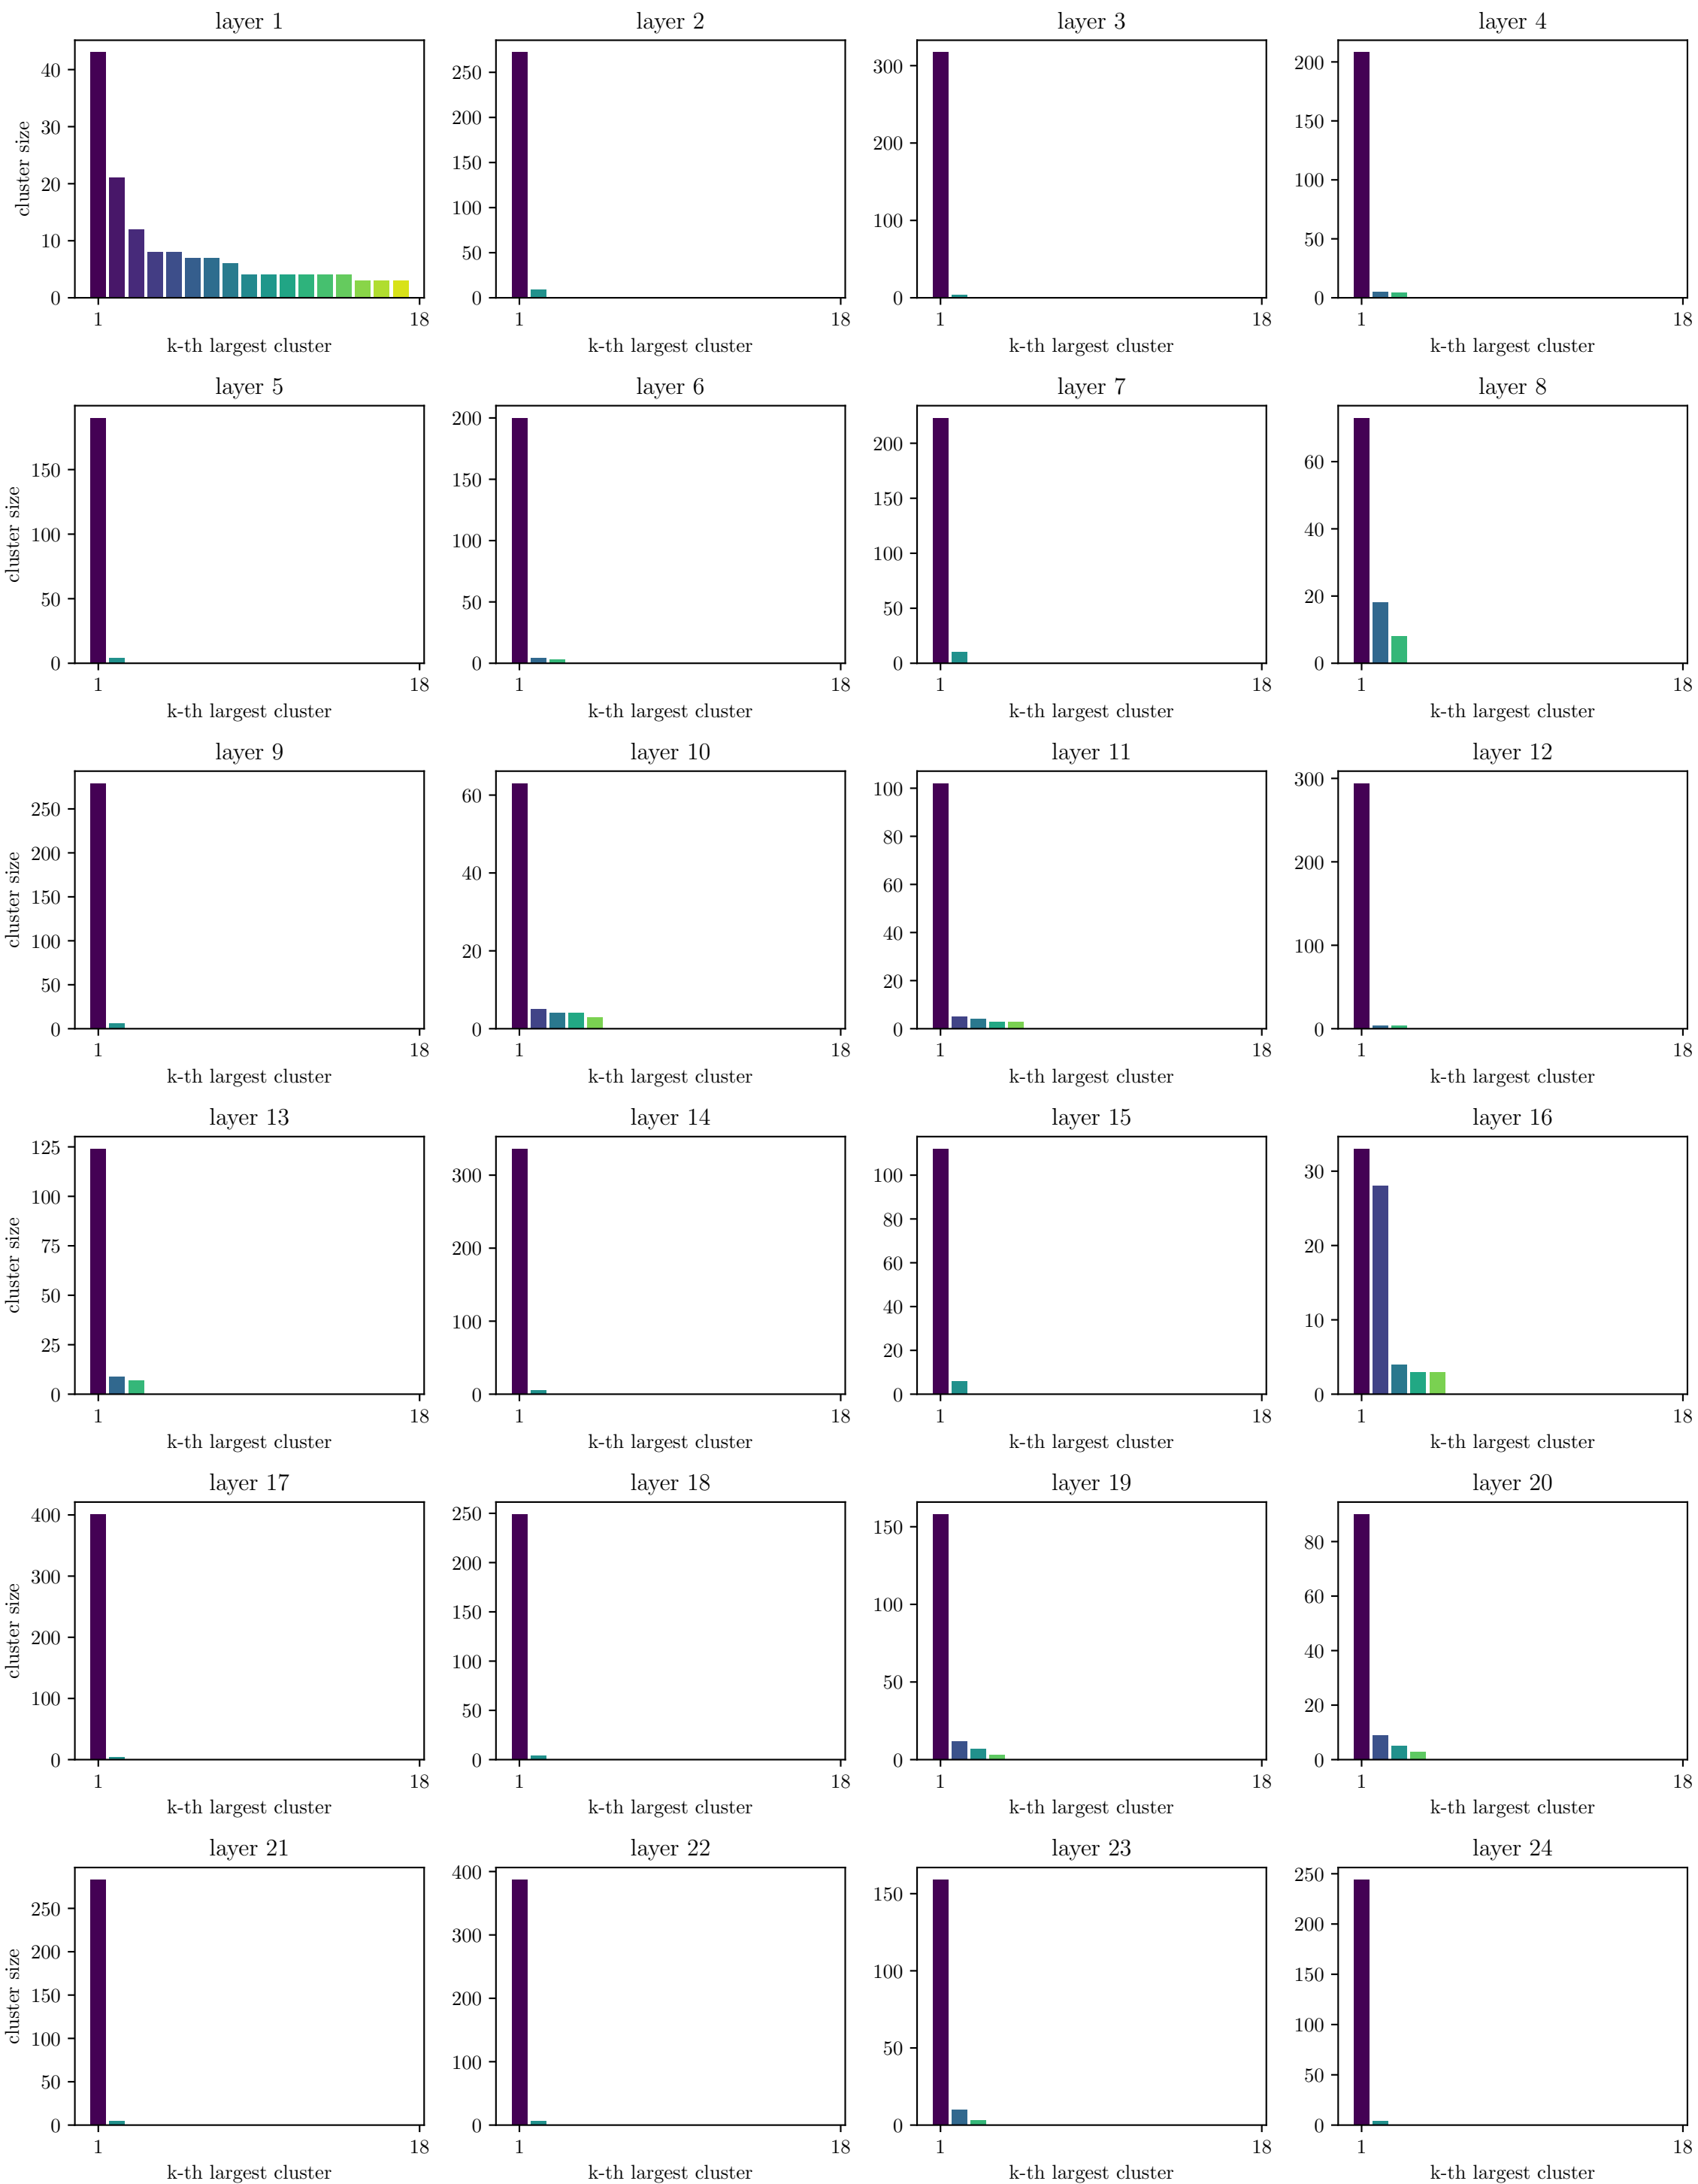 layer 1
layer 2
layer 3
layer 4
cluster size
40
30
20
10
0
250
200
150
100
50
0
300
200
100
0
200
150
100
50
0
1 18
1 18
1 18
1 18
k-th largest cluster
k-th largest cluster
k-th largest cluster
k-th largest cluster
layer 5
layer 6
layer 7
layer 8
cluster size
150
100
50
0
200
150
100
50
0
200
150
100
50
0
60
40
20
0
1 18
1 18
1 18
1 18
k-th largest cluster
k-th largest cluster
k-th largest cluster
k-th largest cluster
layer 9
layer 10
layer 11
layer 12
cluster size
250
200
150
100
50
0
60
40
20
0
100
80
60
40
20
0
300
200
100
0
1 18
1 18
1 18
1 18
k-th largest cluster
k-th largest cluster
k-th largest cluster
k-th largest cluster
layer 13
layer 14
layer 15
layer 16
cluster size
125
100
75
50
25
0
300
200
100
0
100
80
60
40
20
0
30
20
10
0
1 18
1 18
1 18
1 18
k-th largest cluster
k-th largest cluster
k-th largest cluster
k-th largest cluster
layer 17
layer 18
layer 19
layer 20
cluster size
400
300
200
100
0
250
200
150
100
50
0
150
100
50
0
80
60
40
20
0
1 18
1 18
1 18
1 18
k-th largest cluster
k-th largest cluster
k-th largest cluster
k-th largest cluster
layer 21
layer 22
layer 23
layer 24
cluster size
250
200
150
100
50
0
400
300
200
100
0
150
100
50
0
250
200
150
100
50
0
1 18
1 18
1 18
1 18
k-th largest cluster
k-th largest cluster
k-th largest cluster
k-th largest cluster